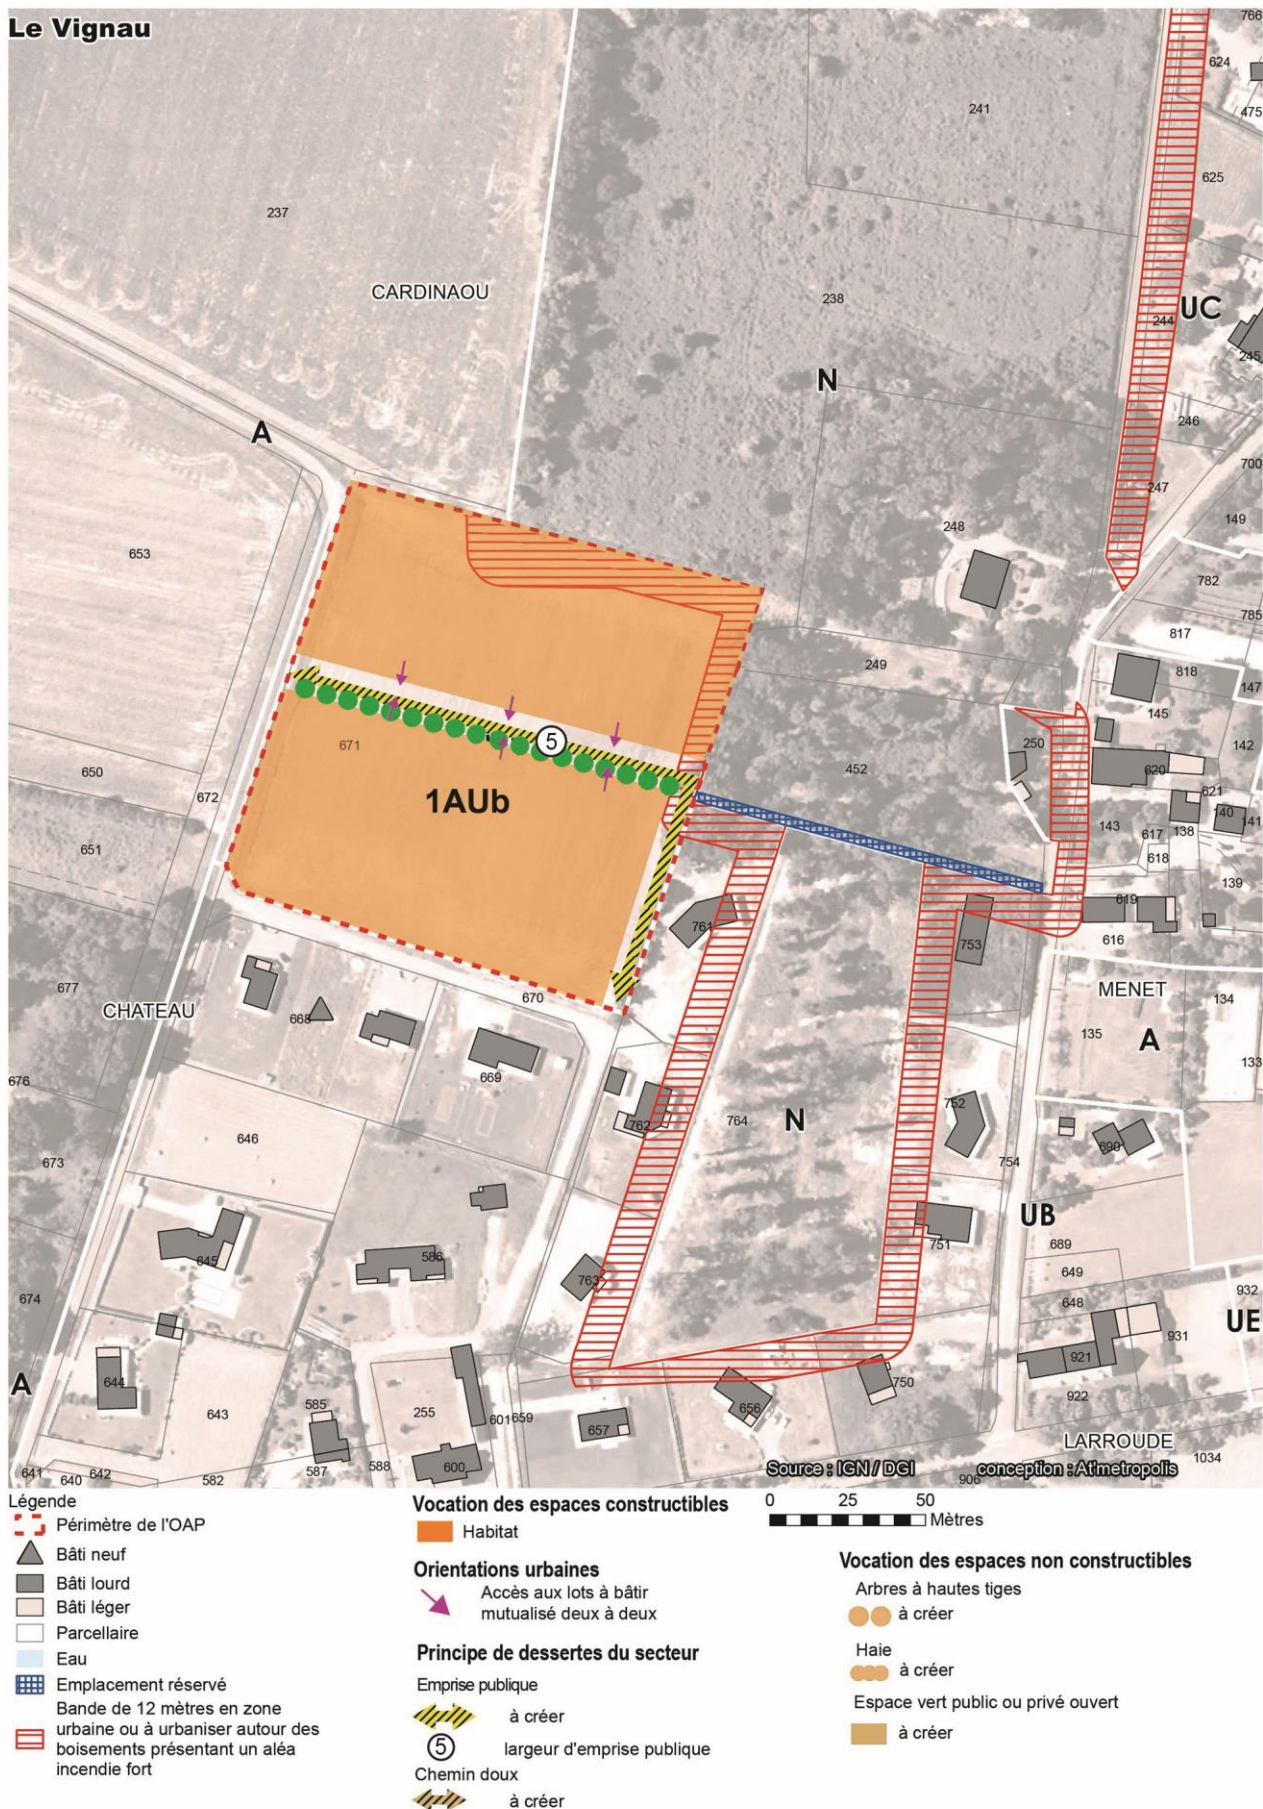 Le Vignau
766
624
475
241
625
237
CARDINAOU
238
244
UC
245
N
246
A
247
700
149
248
653
782
785
817
249
818
147
145
250
142
671
5
452
620
650
621
672
1AUb
140
141
143
617
138
651
618
139
619
761
616
753
677
670
MENET
134
CHATEAU
668
135
A
133
669
676
752
762
764
N
690
646
673
754
UB
751
645
586
689
763
649
674
648
932
931
UE
A
921
644
750
922
643
585
255
656
601
659
657
LARROUDE
1034
641
640
642
582
587
588
600
Source : IGN / DGI
906
conception : Atimetropolis
Légende
Périmètre de l'OAP
Bâti neuf
Bâti lourd
Bâti léger
Parcellaire
Eau
Emplacement réservé
Bande de 12 mètres en zone
urbaine ou à urbaniser autour des
boisements présentant un aléa
incendie fort
Vocation des espaces constructibles
Habitat
Orientations urbaines
Accès aux lots à bâtir
mutualisé deux à deux
Principe de dessertes du secteur
Emprise publique
à créer
5 largeur d'emprise publique
Chemin doux
à créer
0 25 50
Mètres
Vocation des espaces non constructibles
Arbres à hautes tiges
à créer
Haie
à créer
Espace vert public ou privé ouvert
à créer